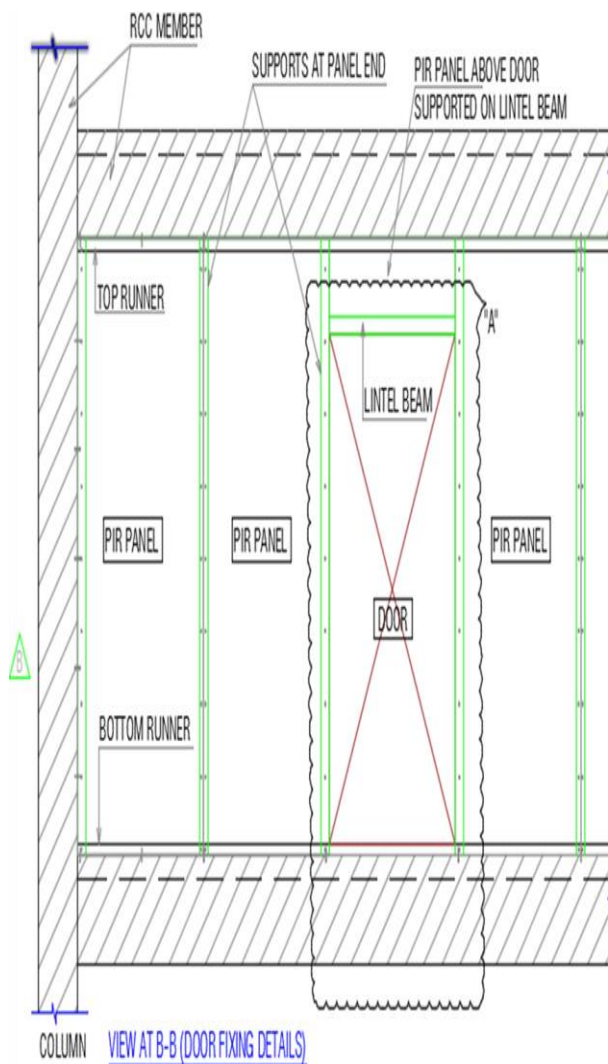 RCC MEMBER
SUPPORTS AT PANEL END
PIR PANEL ABOVE DOOR
SUPPORTED ON LINTEL BEAM
TOP RUNNER
"A"
LINTEL BEAM
PIR PANEL
PIR PANEL
PIR PANEL
DOOR
B
BOTTOM RUNNER
COLUMN
VIEW AT B-B (DOOR FIXING DETAILS)